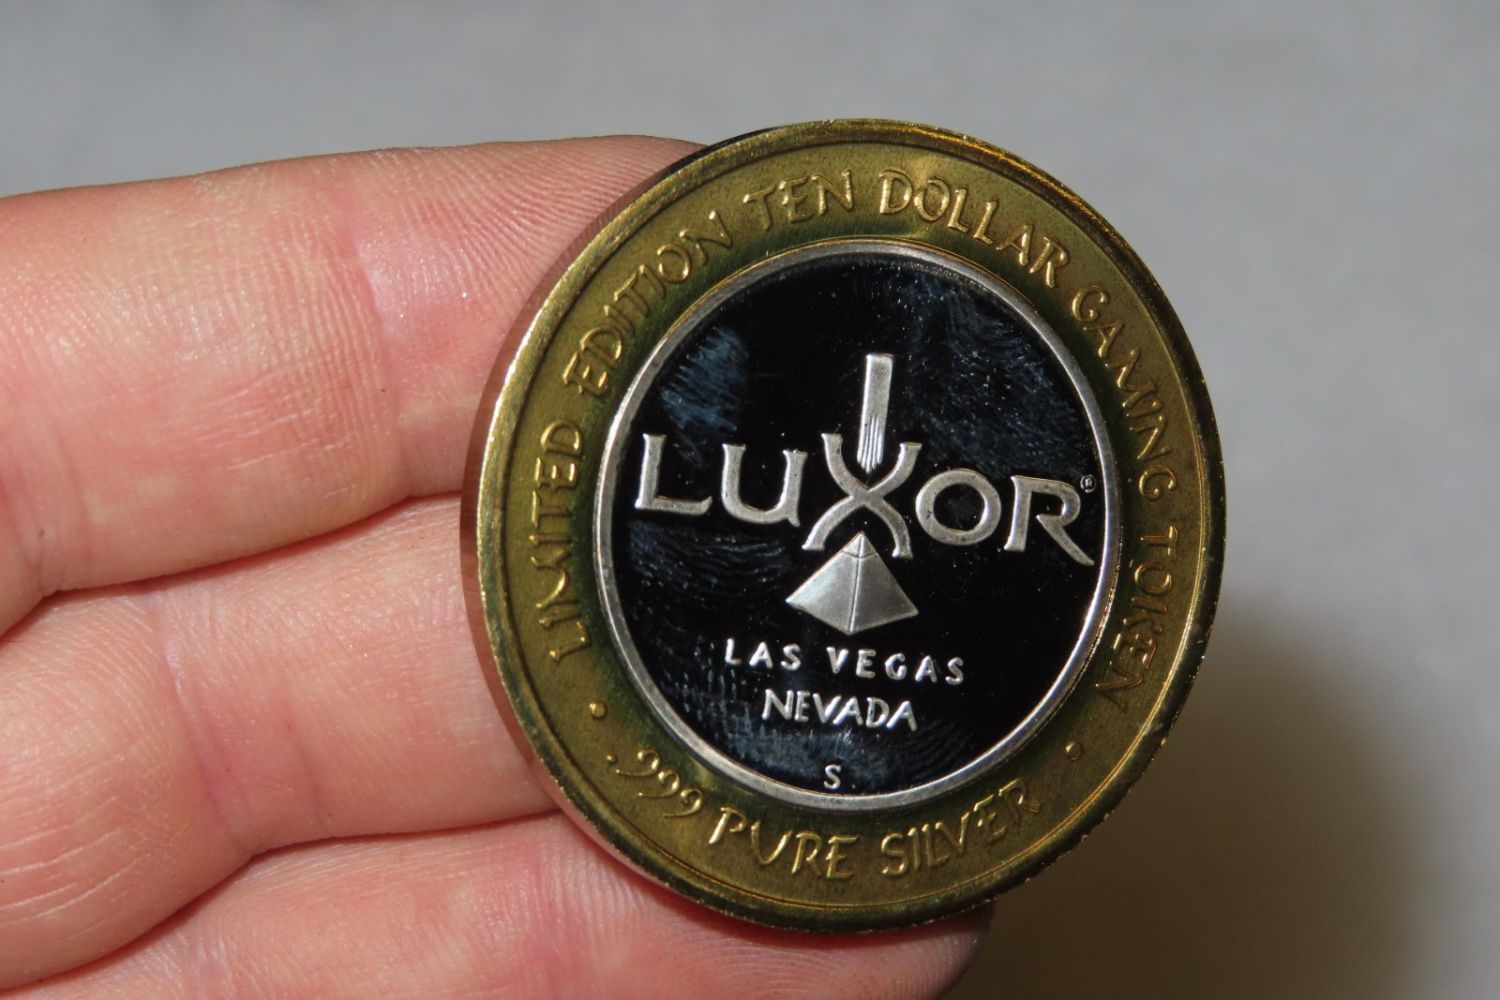 LIMITED EDITION TEN DOLLAR GAMING TOKEN
LUXOR®
LAS VEGAS
NEVADA
S
• .999 PURE SILVER •